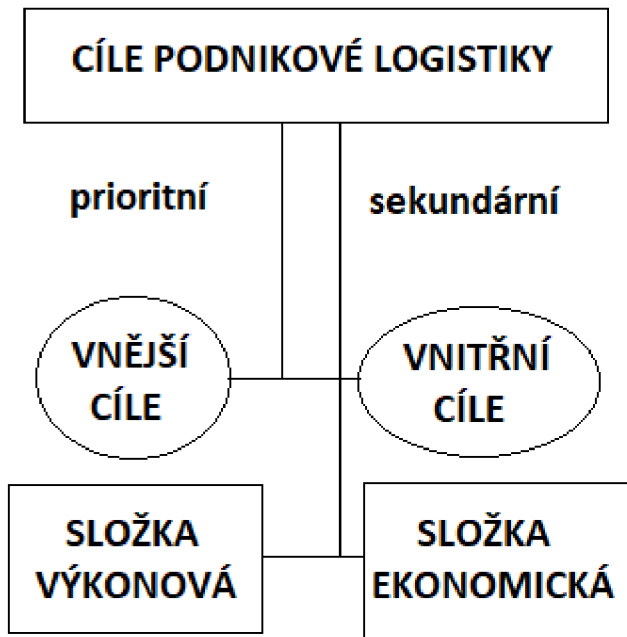 CÍLE PODNIKOVÉ LOGISTIKY
prioritní
sekundární
VNĚJŠÍ
CÍLE
VNITŘNÍ
CÍLE
SLOŽKA
VÝKONOVÁ
SLOŽKA
EKONOMICKÁ